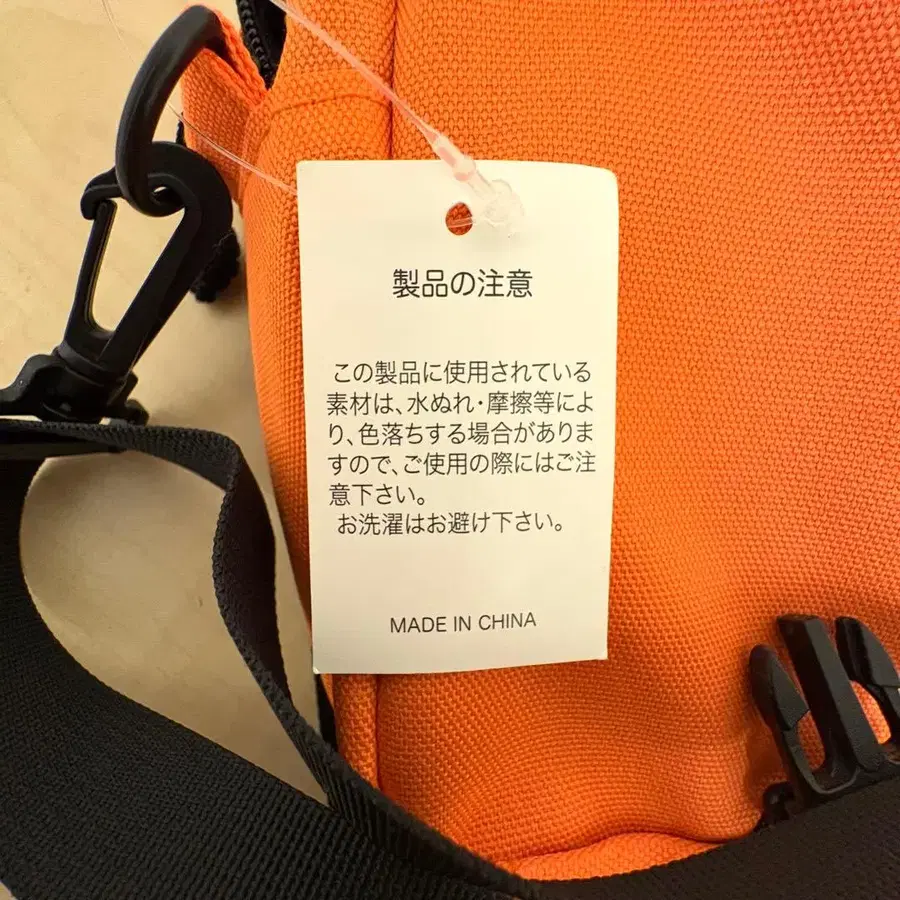 製品の注意
この製品に使用されている
素材は、水ぬれ・摩擦等によ
り、色落ちする場合がありま
すので、ご使用の際にはご注
意下さい。
お洗濯はお避け下さい。
MADE IN CHINA